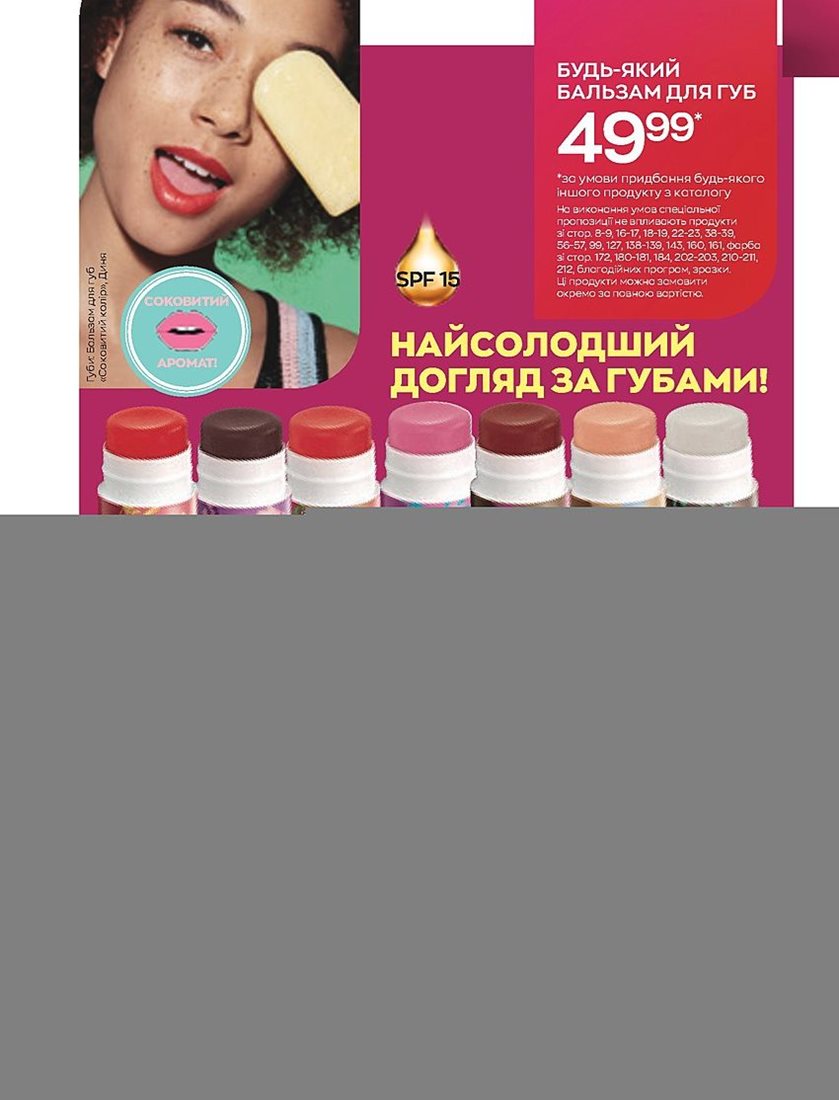 БУДЬ-ЯКИЙ
БАЛЬЗАМ ДЛЯ ГУБ
49⁹⁹*
*за умови придбання будь-якого
іншого продукту з каталогу
На виконання умов спеціальної
пропозиції не впливають продукти
зі стор. 8-9, 16-17, 18-19, 22-23, 38-39,
56-57, 99, 127, 138-139, 143, 160, 161, фарба
зі стор. 172, 180-181, 184, 202-203, 210-211,
212, благодійних програм, зразки.
Ці продукти можна замовити
окремо за повною вартістю.
SPF 15
Губи: Бальзам для губ
«Соковитий колір», Диня
СОКОВИТИЙ
АРОМАТ!
НАЙСОЛОДШИЙ
ДОГЛЯД ЗА ГУБАМИ!